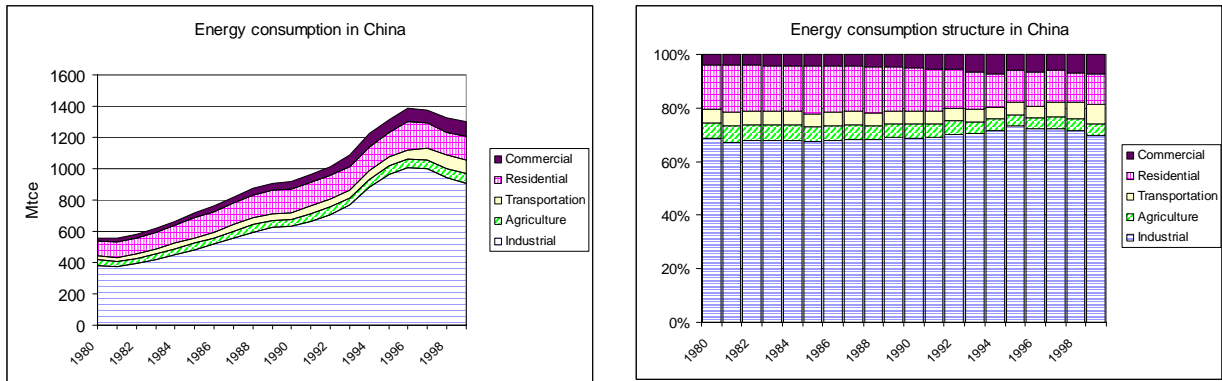 Energy consumption in China
1600
1400
1200
1000
800
600
400
200
0
Mtce
1980
1982
1984
1986
1988
1990
1992
1994
1996
1998
Commercial
Residential
Transportation
Agriculture
Industrial
Energy consumption structure in China
100%
80%
60%
40%
20%
0%
1980
1982
1984
1986
1988
1990
1992
1994
1996
1998
Commercial
Residential
Transportation
Agriculture
Industrial